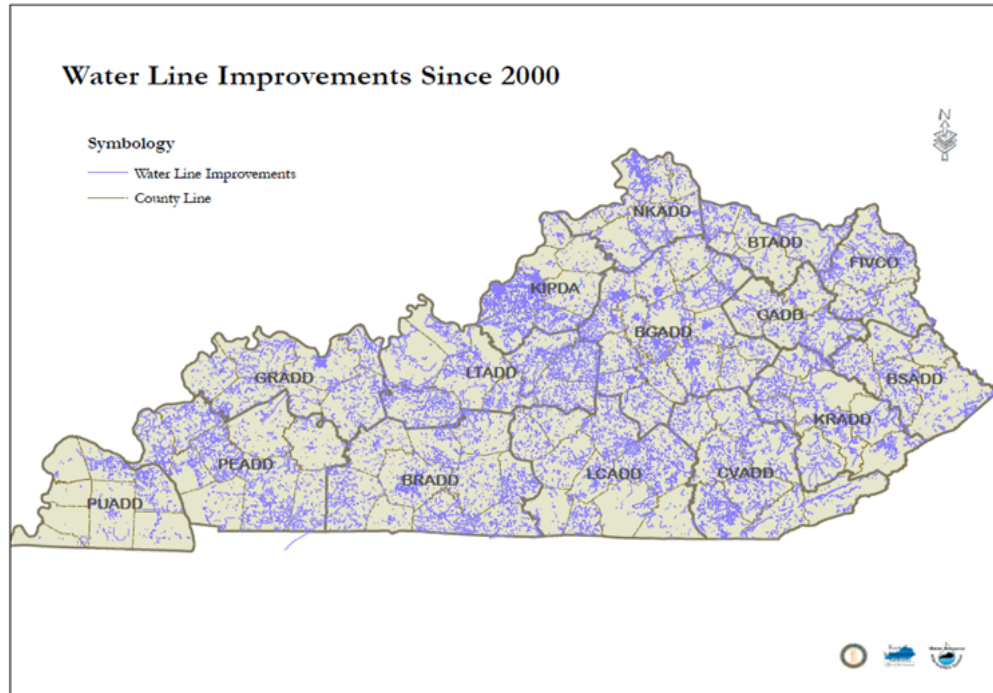 Water Line Improvements Since 2000
Symbology
Water Line Improvements
County Line
N
NKADD
BTADD
FIVCO
KIPDA
GADD
BGADD
BSADD
GRADD
LTADD
KRADD
PEADD
BRADD
LCADD
CVADD
PUADD